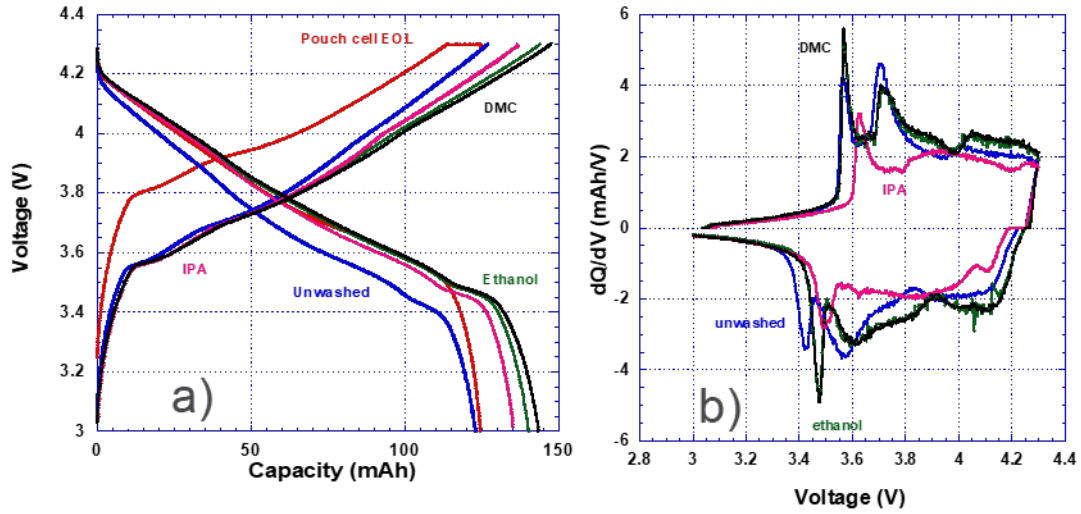 4.4
4.2
4
3.8
3.6
3.4
3.2
3
Voltage (V)
Pouch cell EOL
DMC
IPA
Unwashed
Ethanol
a)
0
50
100
150
Capacity (mAh)
6
4
2
0
-2
-4
-6
dQ/dV (mAh/V)
DMC
IPA
unwashed
ethanol
b)
2.8
3
3.2
3.4
3.6
3.8
4
4.2
4.4
Voltage (V)